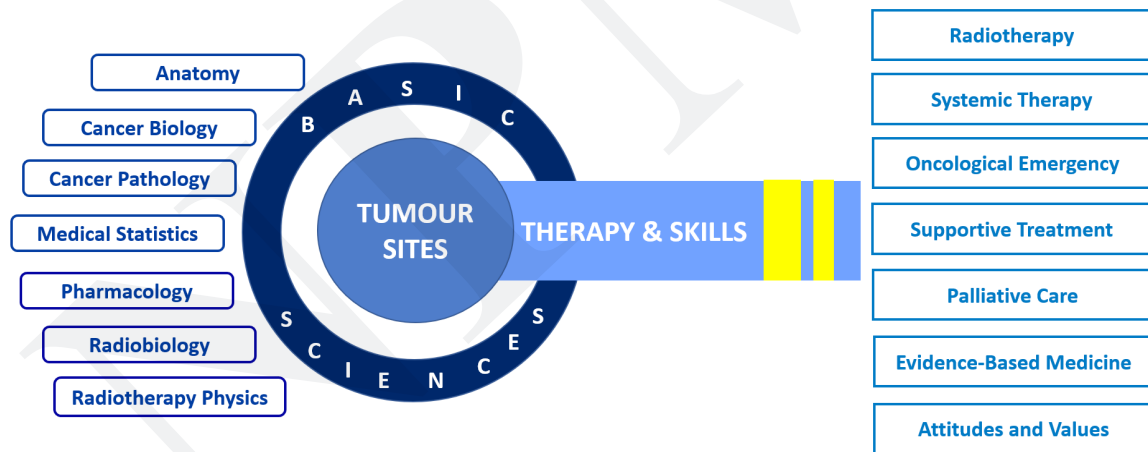 Anatomy
Cancer Biology
Cancer Pathology
Medical Statistics
Pharmacology
Radiobiology
Radiotherapy Physics
BASIC
SCIENCES
TUMOUR
SITES
THERAPY & SKILLS
Radiotherapy
Systemic Therapy
Oncological Emergency
Supportive Treatment
Palliative Care
Evidence-Based Medicine
Attitudes and Values